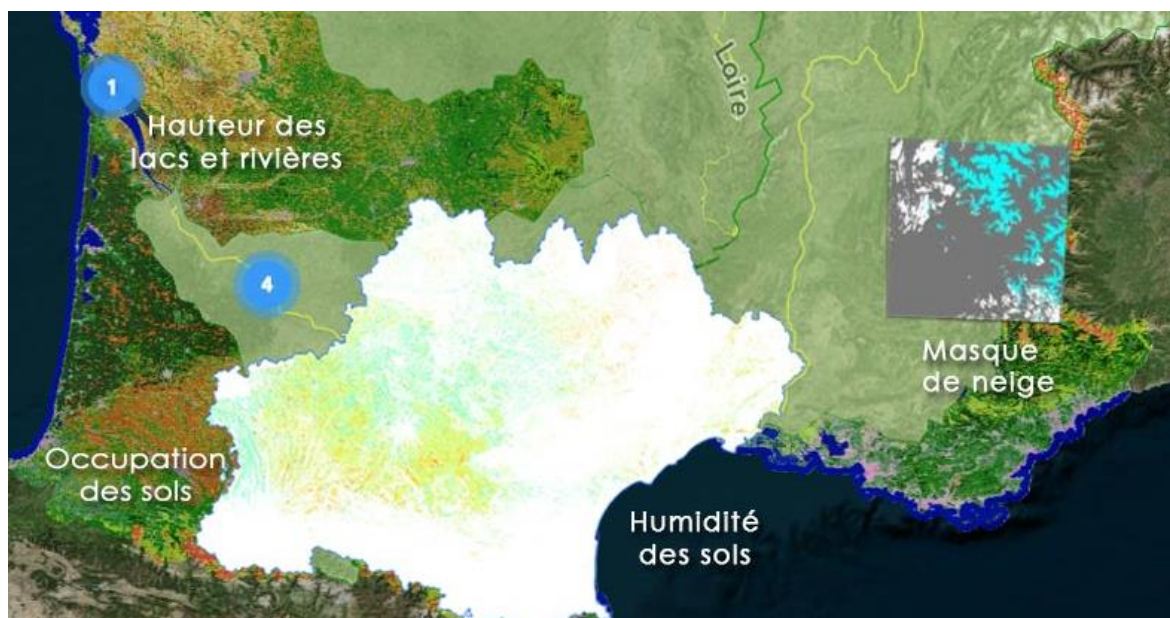 1
Hauteur des
lacs et rivières
Loire
4
Masque
de neige
Occupation
des sols
Humidité
des sols